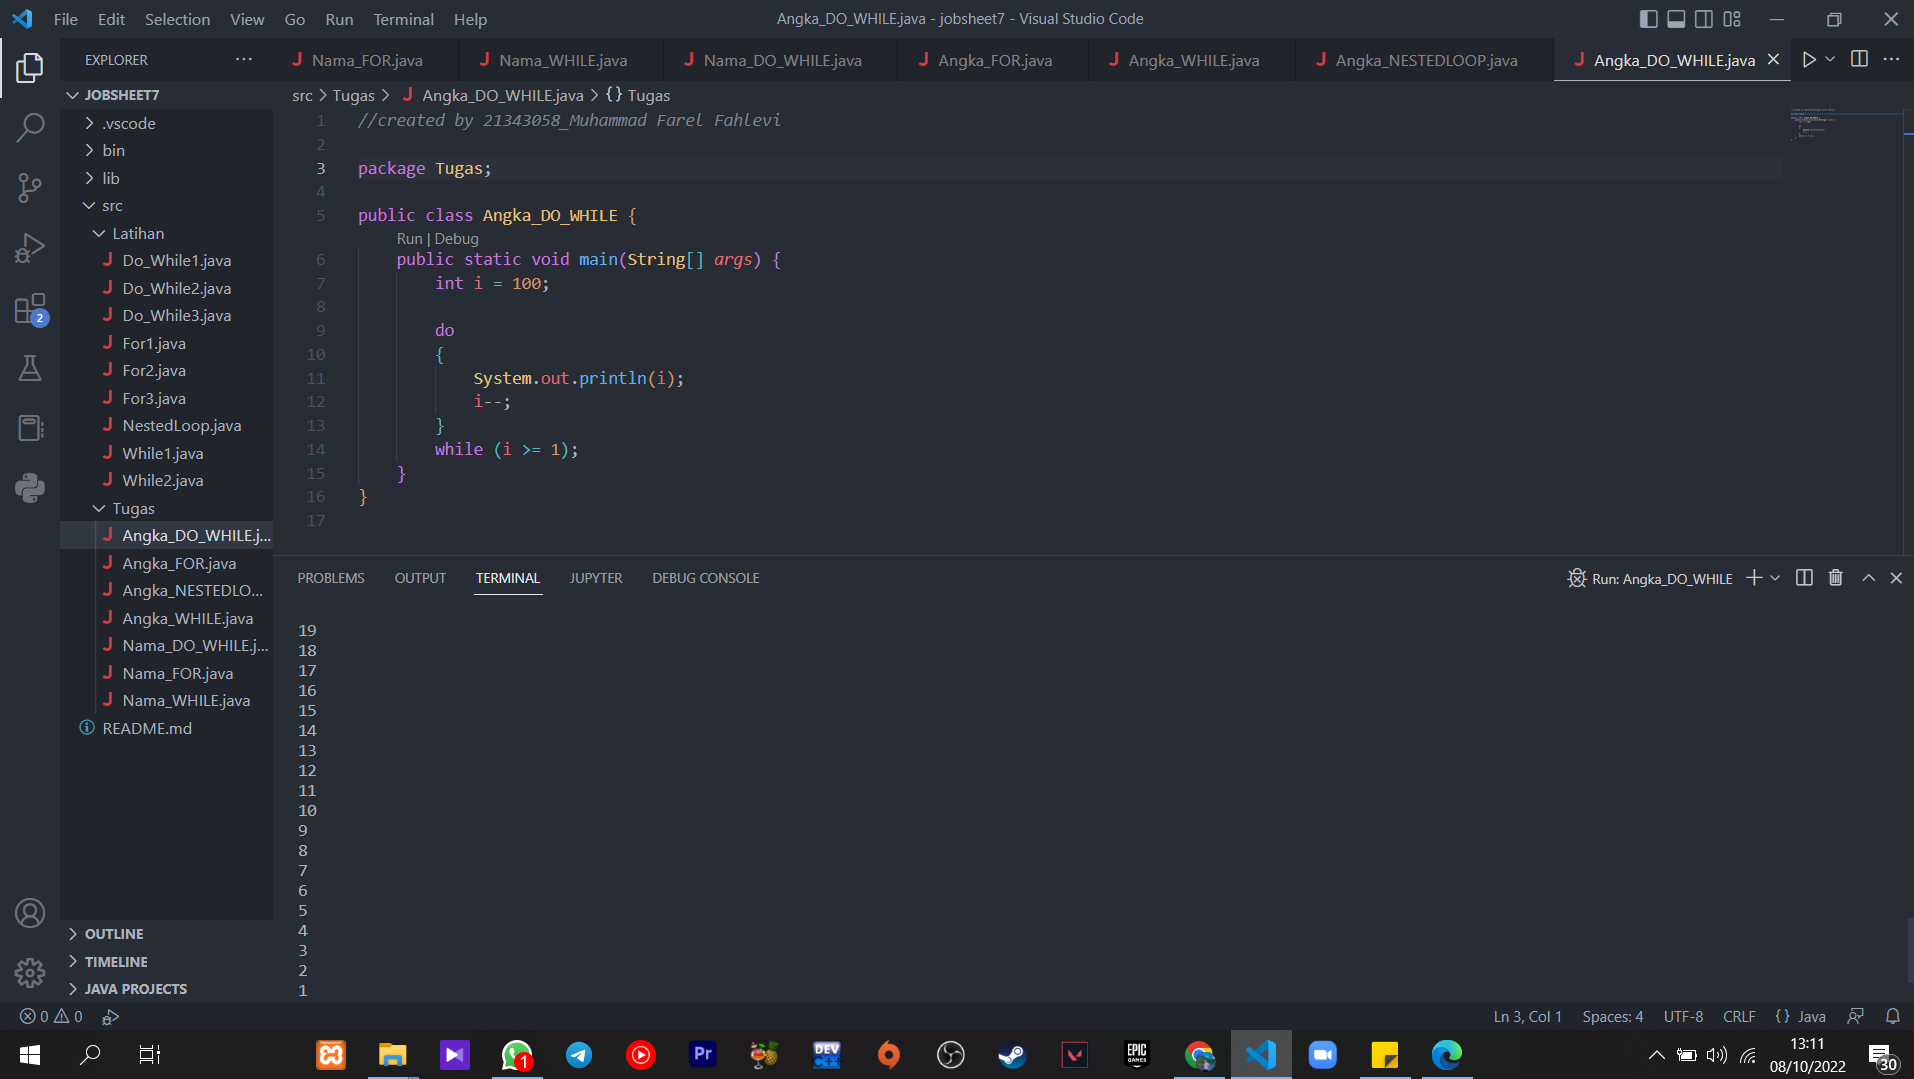 File Edit Selection View Go Run Terminal Help
Angka_DO_WHILE.java - jobsheet7 - Visual Studio Code
EXPLORER
Nama_FOR.java
Nama_WHILE.java
Nama_DO_WHILE.java
Angka_FOR.java
Angka_WHILE.java
Angka_NESTEDLOOP.java
Angka_DO_WHILE.java
JOBSHEET7
.vscode
bin
lib
src
Latihan
Do_While1.java
Do_While2.java
Do_While3.java
For1.java
For2.java
For3.java
NestedLoop.java
While1.java
While2.java
Tugas
Angka_DO_WHILE.j...
Angka_FOR.java
Angka_NESTEDLO...
Angka_WHILE.java
Nama_DO_WHILE.j...
Nama_FOR.java
Nama_WHILE.java
README.md
OUTLINE
TIMELINE
JAVA PROJECTS
2
src > Tugas > Angka_DO_WHILE.java > {} Tugas
1 //created by 21343058_Muhammad Farel Fahlevi
2
3 package Tugas;
4
5 public class Angka_DO_WHILE {
Run | Debug
6 public static void main(String[] args) {
7 int i = 100;
8
9 do
10 {
11 System.out.println(i);
12 i--;
13 }
14 while (i >= 1);
15 }
16 }
17
PROBLEMS OUTPUT TERMINAL JUPYTER DEBUG CONSOLE
Run: Angka_DO_WHILE
19
18
17
16
15
14
13
12
11
10
9
8
7
6
5
4
3
2
1
0 0
Ln 3, Col 1 Spaces: 4 UTF-8 CRLF {} Java
1
Pr
DEV
C++
EPIC
GAMES
13:11
08/10/2022
30